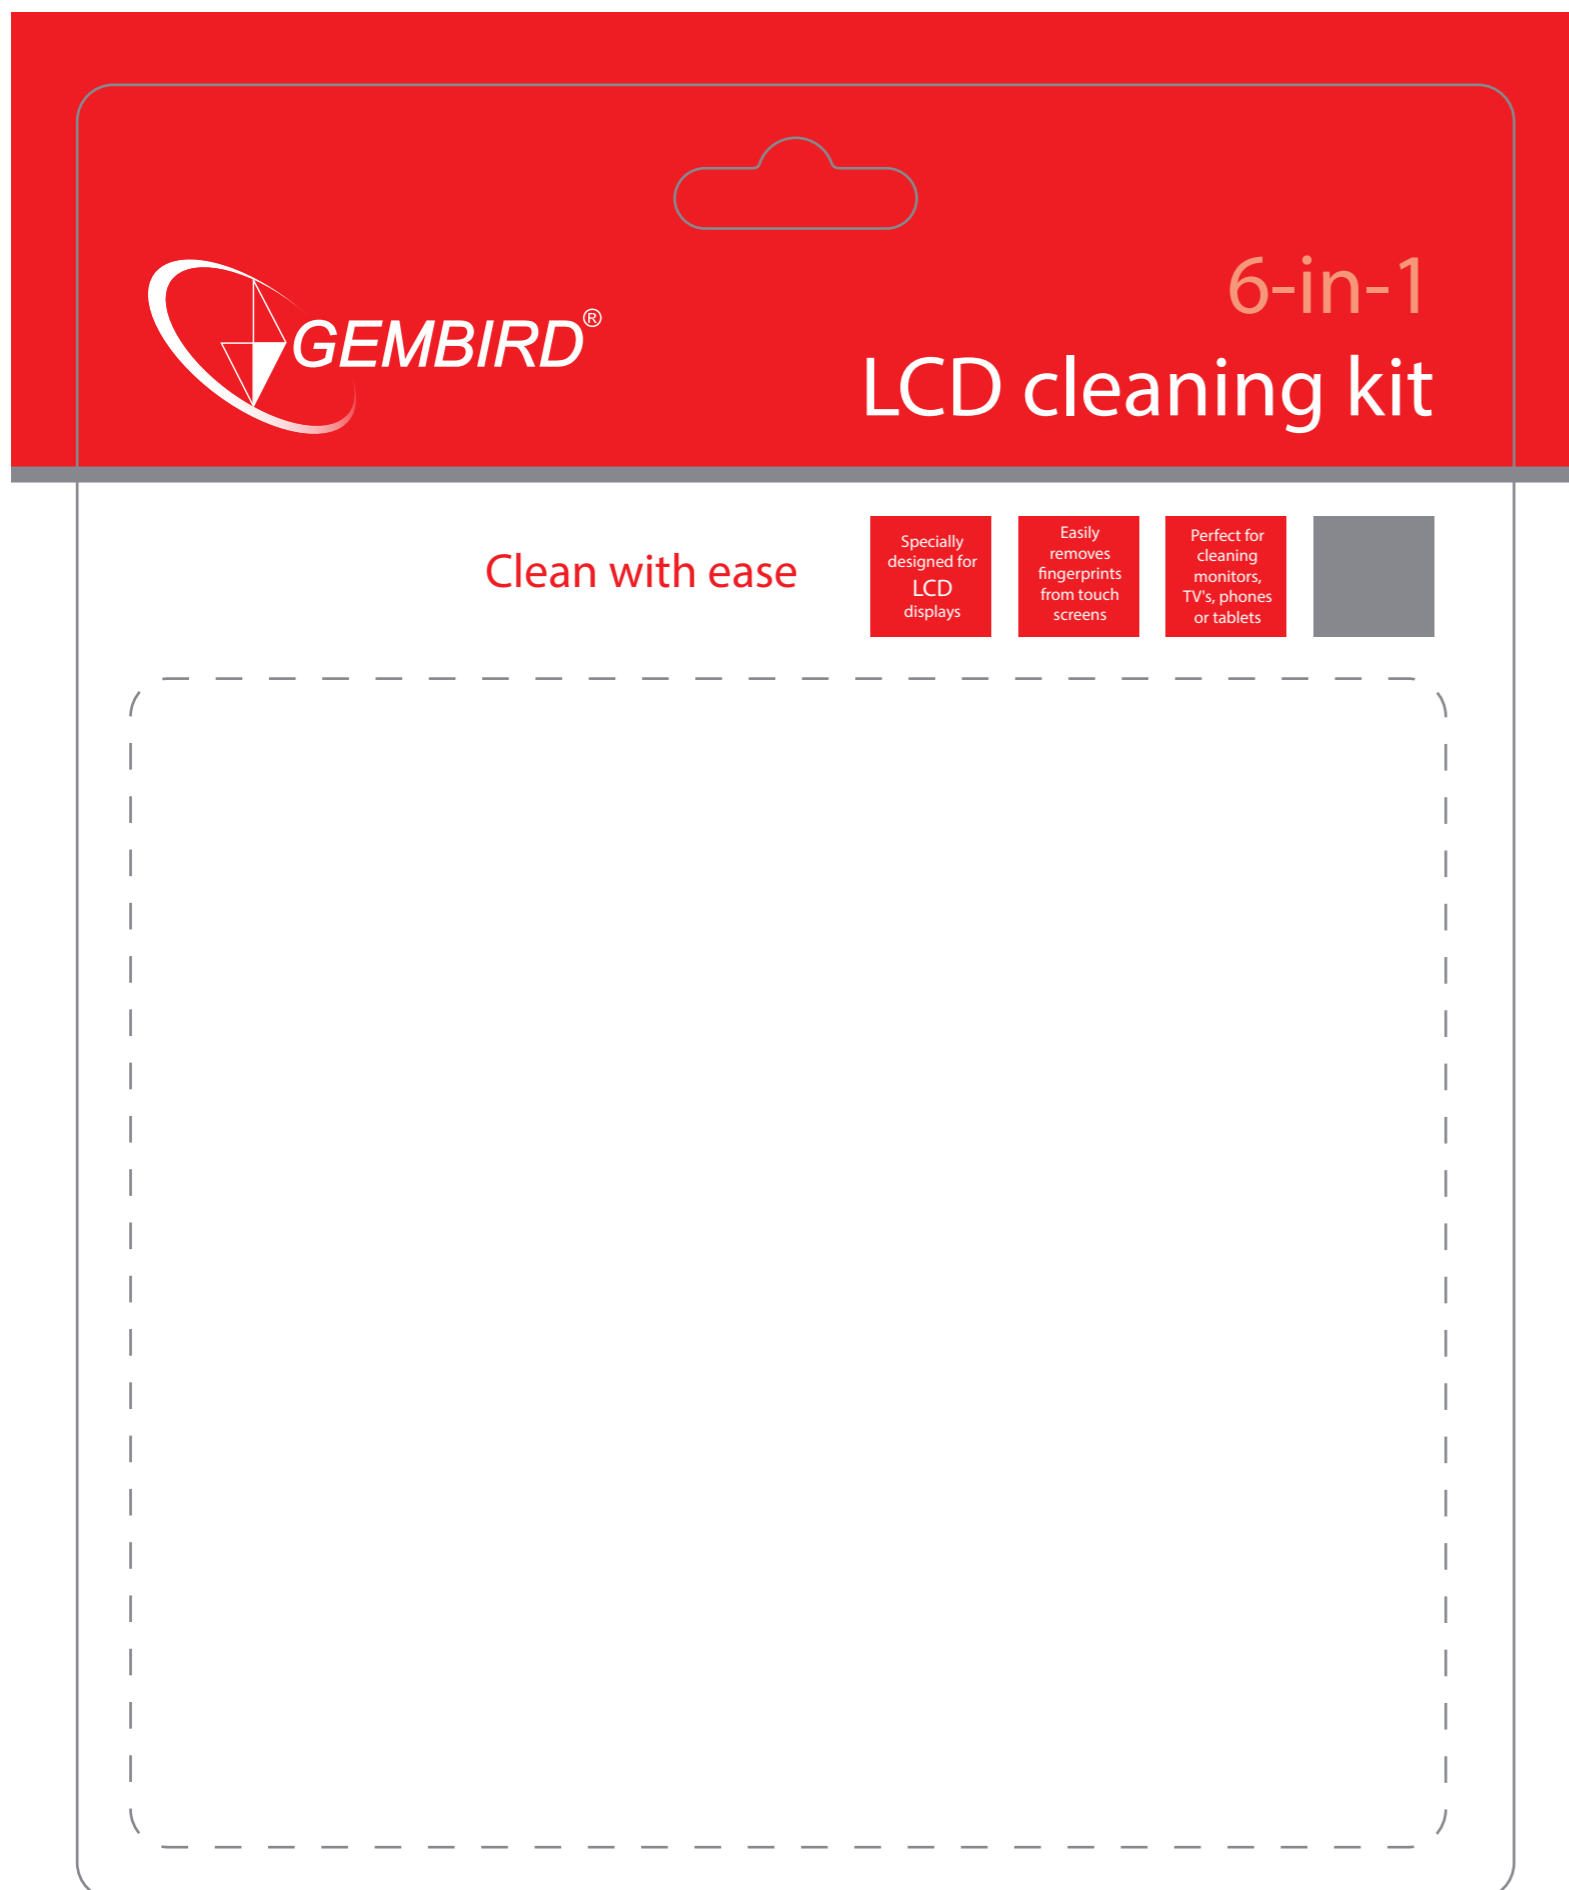 GEMBIRD®
6-in-1
LCD cleaning kit
Clean with ease
Specially
designed for
LCD
displays
Easily
removes
fingerprints
from touch
screens
Perfect for
cleaning
monitors,
TV's, phones
or tablets